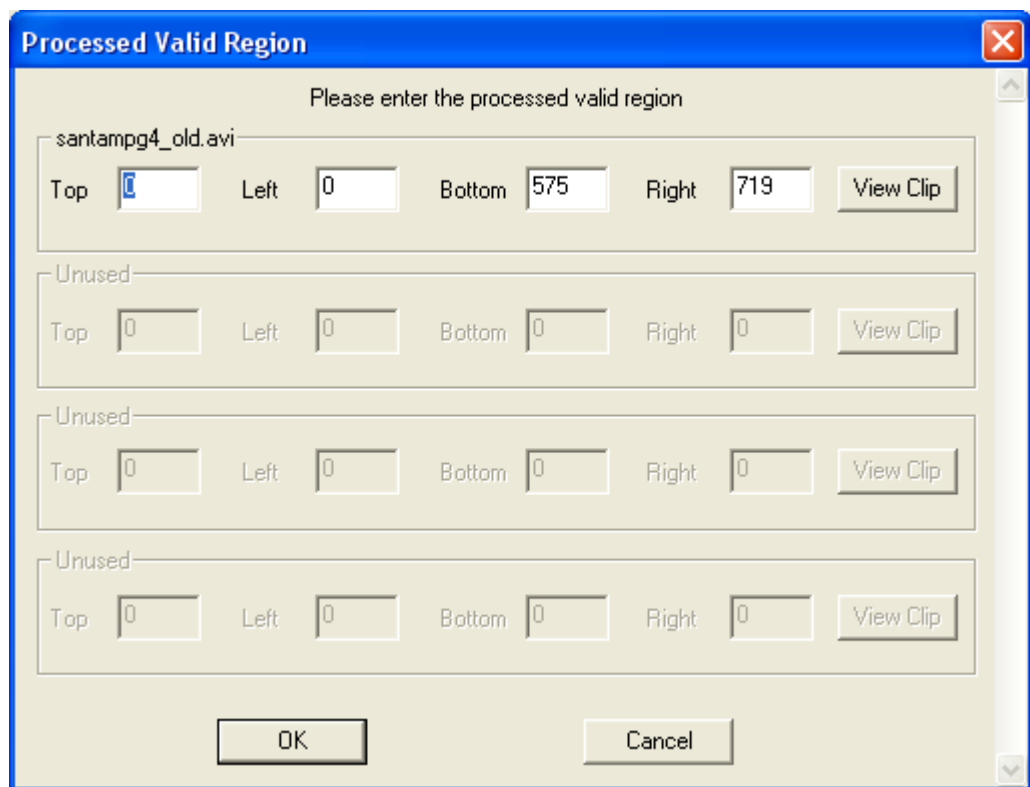 Processed Valid Region
Please enter the processed valid region
santampg4_old.avi
Top 0 Left 0 Bottom 575 Right 719 View Clip
Unused
Top 0 Left 0 Bottom 0 Right 0 View Clip
Unused
Top 0 Left 0 Bottom 0 Right 0 View Clip
Unused
Top 0 Left 0 Bottom 0 Right 0 View Clip
OK Cancel